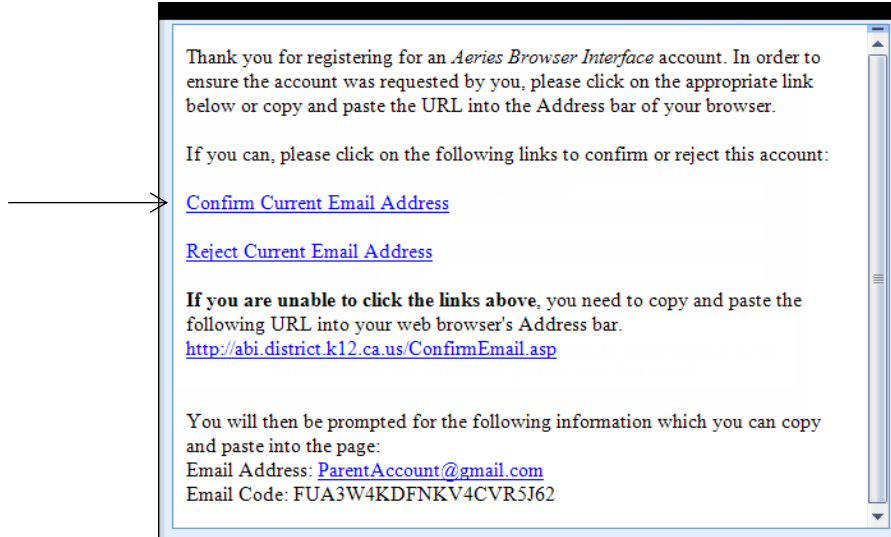 Thank you for registering for an Aeries Browser Interface account. In order to
ensure the account was requested by you, please click on the appropriate link
below or copy and paste the URL into the Address bar of your browser.
If you can, please click on the following links to confirm or reject this account:
Confirm Current Email Address
Reject Current Email Address
If you are unable to click the links above, you need to copy and paste the
following URL into your web browser's Address bar.
http://abi.district.k12.ca.us/ConfirmEmail.asp
You will then be prompted for the following information which you can copy
and paste into the page:
Email Address: ParentAccount@gmail.com
Email Code: FUA3W4KDFNKV4CVR5J62